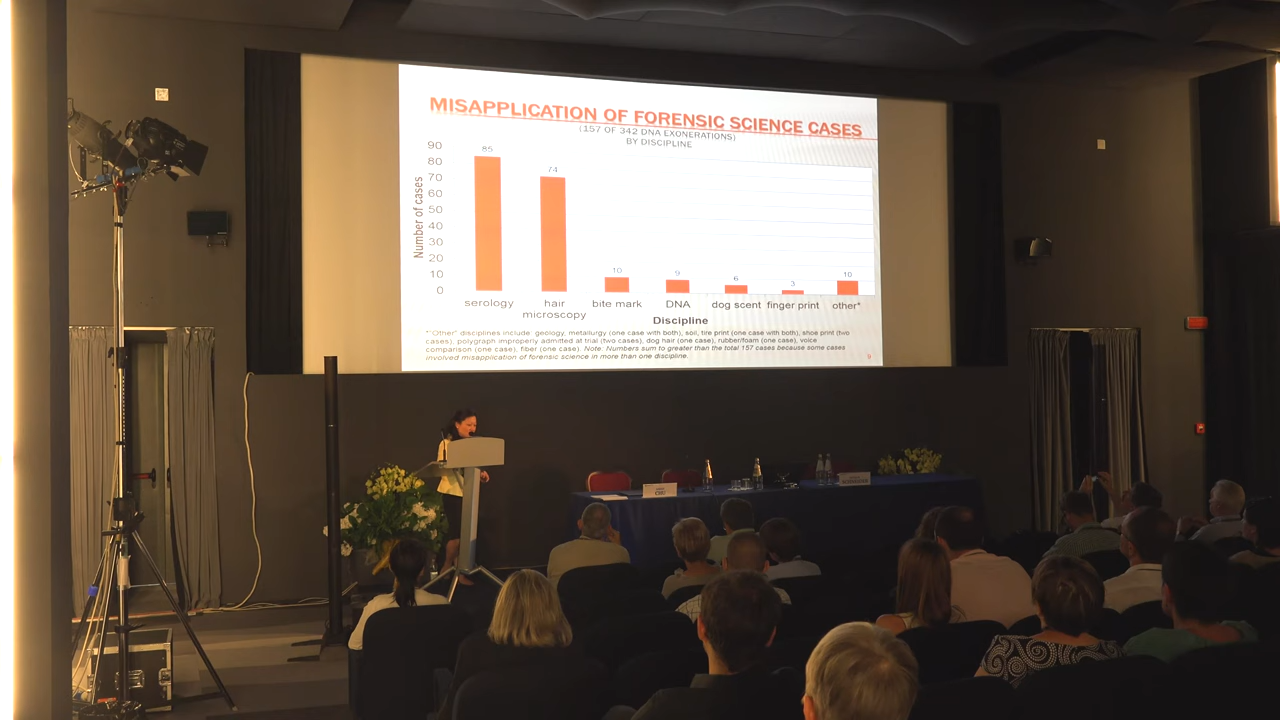 MISAPPLICATION OF FORENSIC SCIENCE CASES
(157 OF 342 DNA EXONERATIONS)
BY DISCIPLINE
Number of cases
90
80
70
60
50
40
30
20
10
0
85
74
10
9
6
3
10
serology
hair microscopy
bite mark
DNA
dog scent
finger print
other*
Discipline
*"Other" disciplines include: geology, metallurgy (one case with both), soil, tire print (one case with both), shoe print (two
cases), polygraph improperly admitted at trial (two cases), dog hair (one case), rubber/foam (one case), voice
comparison (one case), fiber (one case). Note: Numbers sum to greater than the total 157 cases because some cases
involved misapplication of forensic science in more than one discipline.
9